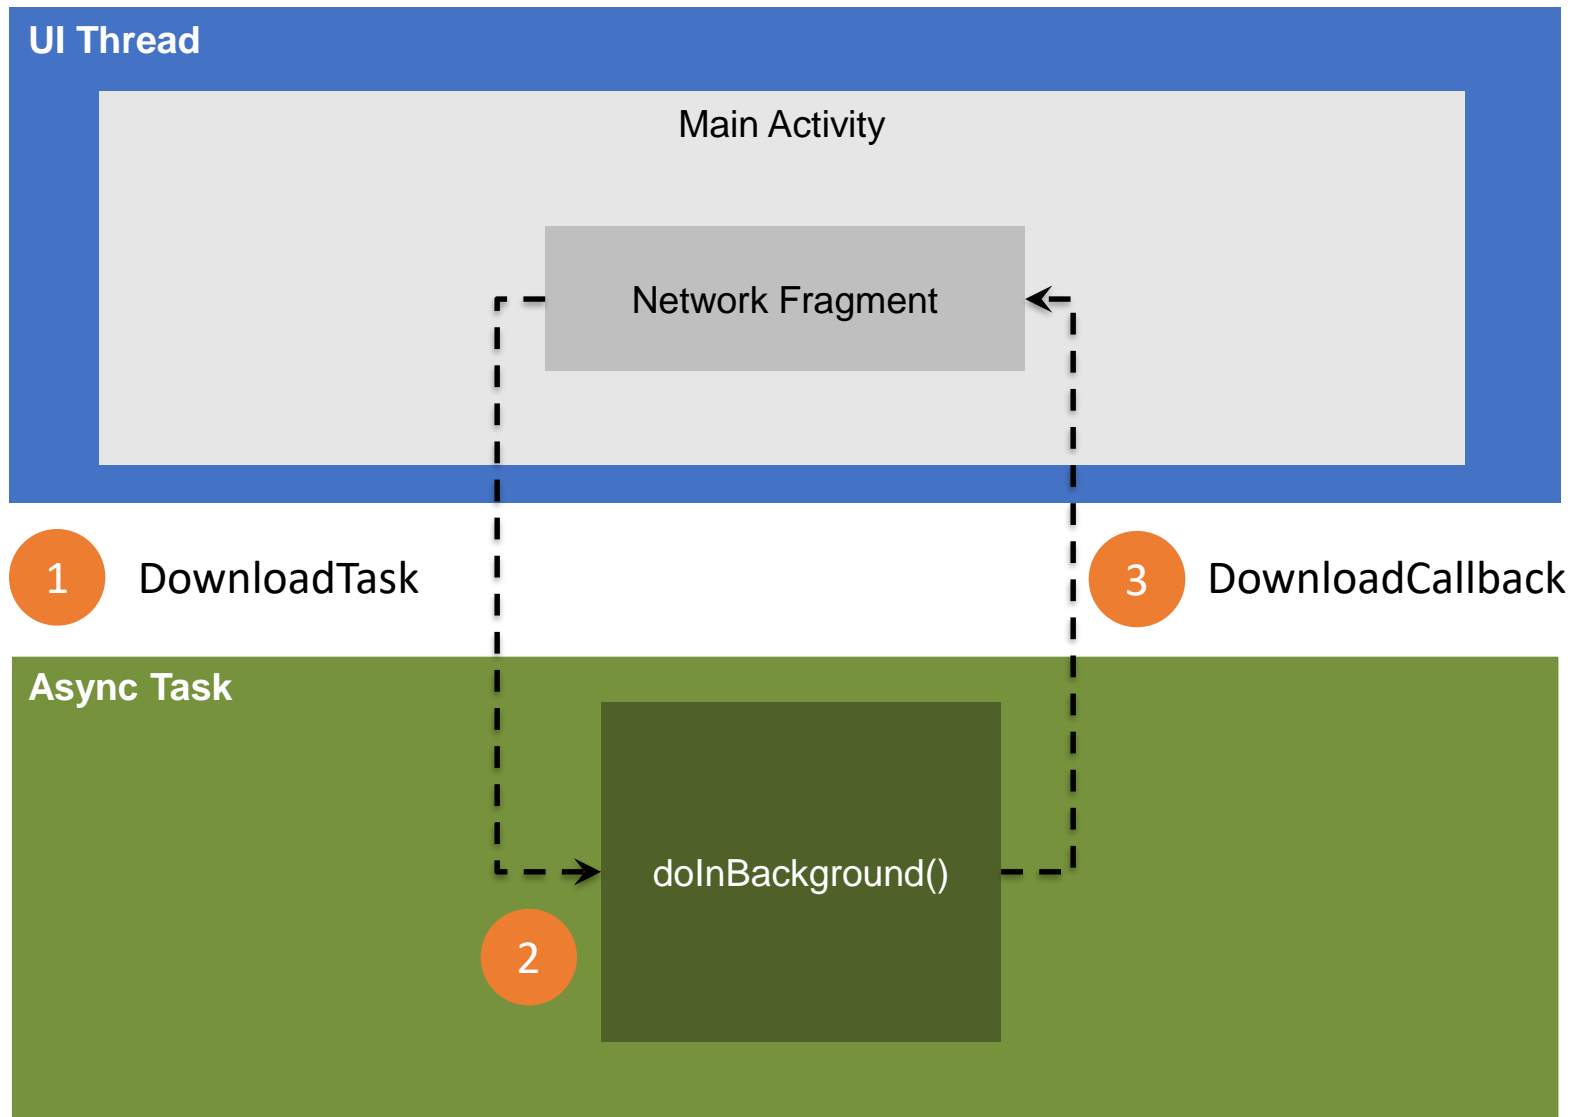 UI Thread
Main Activity
Network Fragment
1
DownloadTask
3
DownloadCallback
Async Task
doInBackground()
2